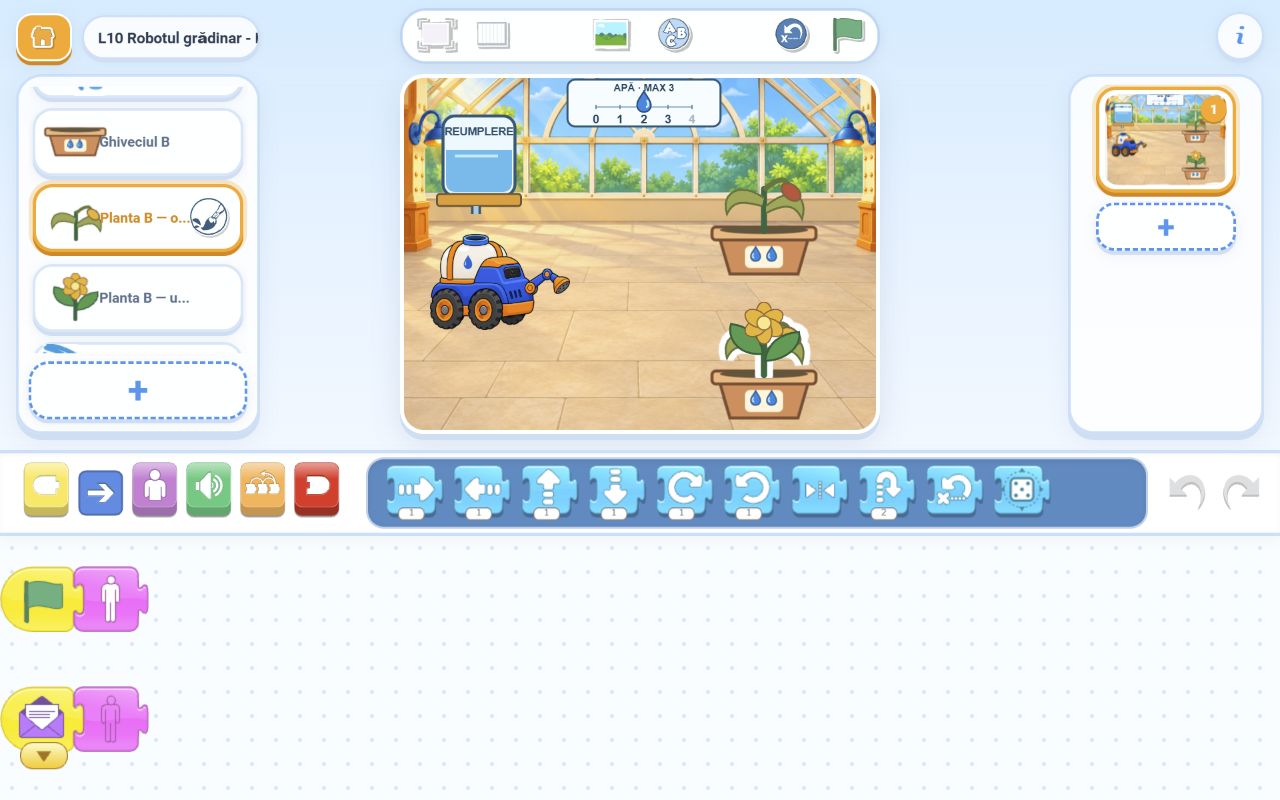 L10 Robotul grădinar -
Ghiveciul B
Planta B – o...
Planta B – u...
APĂ · MAX 3
0 1 2 3 4
REUMPLERE
A B C
x
i
1
1 1 1 1 1 1 2
x